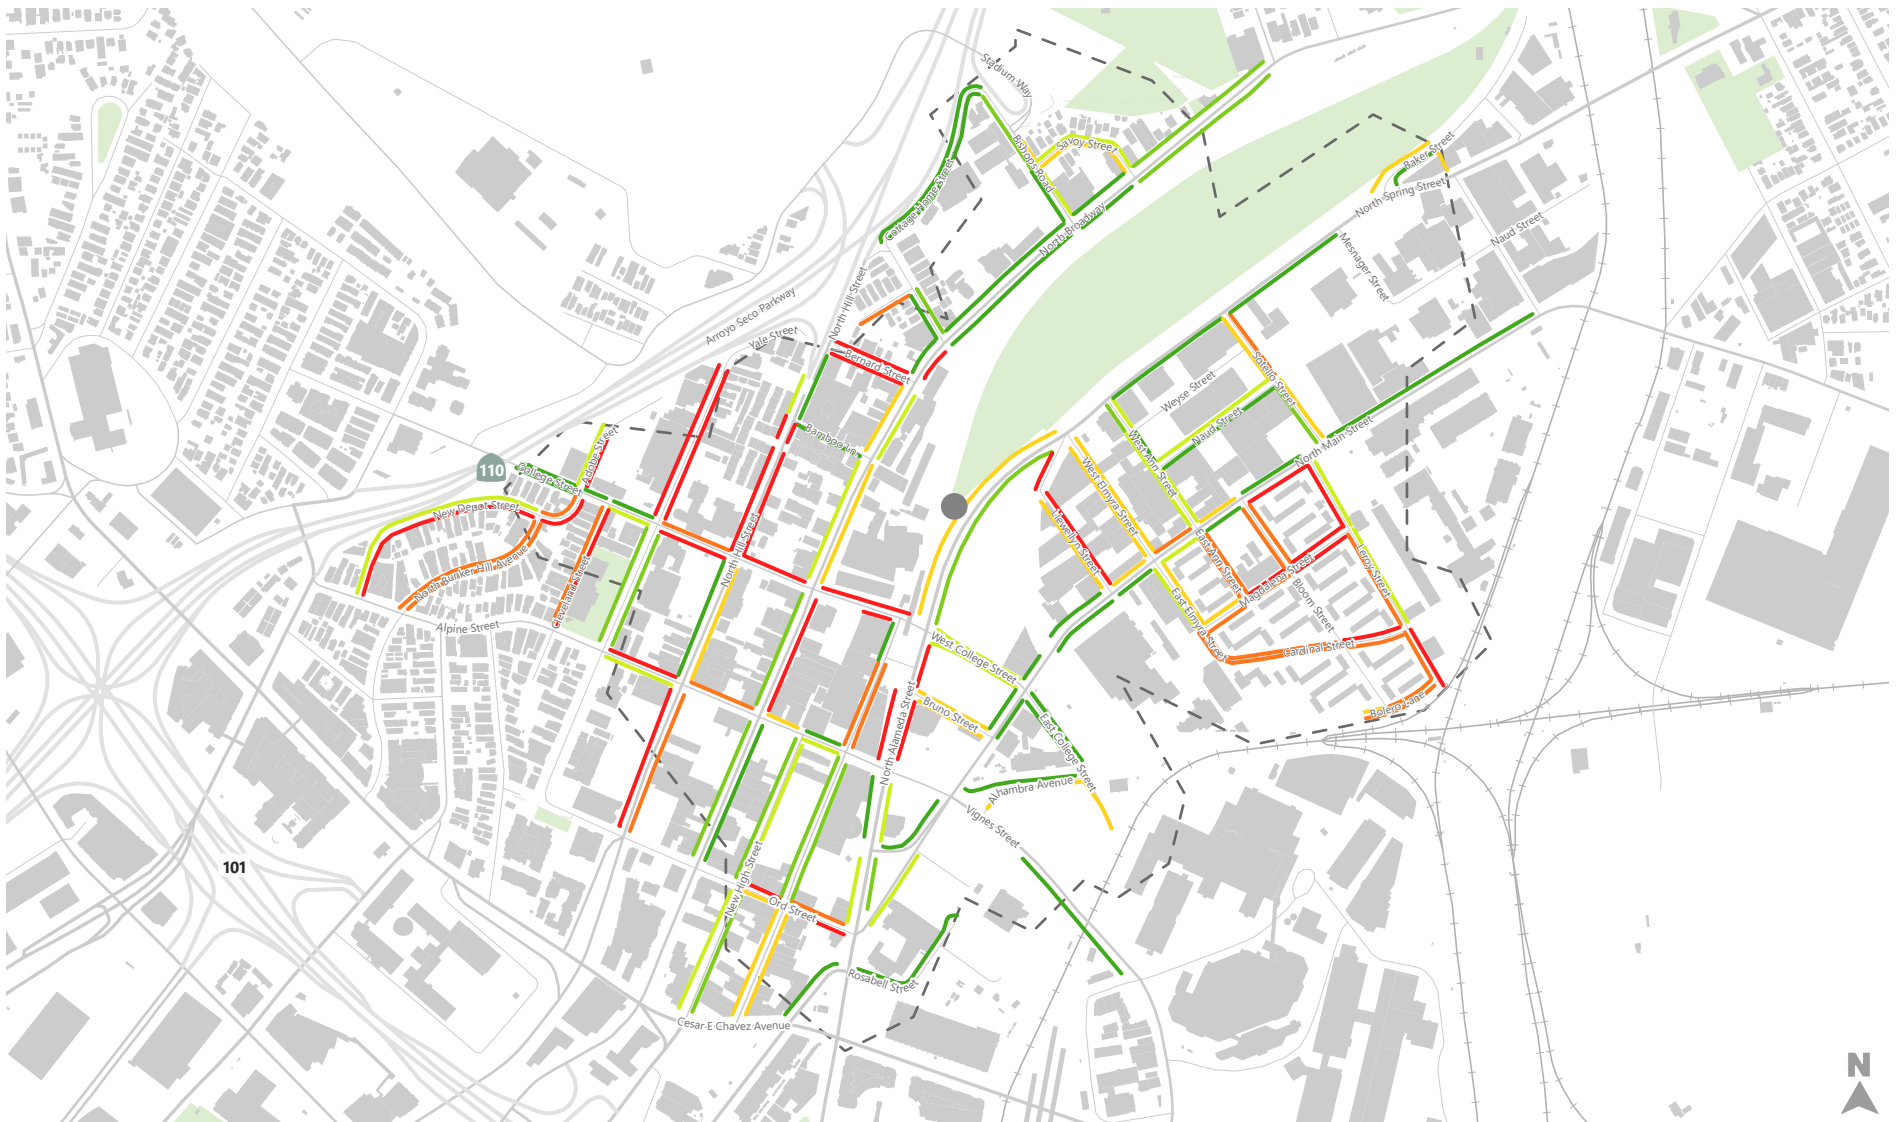 Stadium Way
Bishops Road
Savoy Street
Baker Street
North Spring Street
Cottage Home Street
North Broadway
Naud Street
Mesnager Street
North Hill Street
Arroyo Seco Parkway
Yale Street
Bernard Street
Sotello Street
Weyse Street
Naud Street
North Main Street
Bamboo Ln
West Ann Street
Adobe Street
110
College Street
West Elmyra Street
New Depot Street
Llewellyn Street
North Hill Street
East Ann Street
Leroy Street
North Bunker Hill Avenue
Cleveland Street
Magdalena Street
Bloom Street
East Elmyra Street
Alpine Street
West College Street
Cardinal Street
Bruno Street
Bolero Lane
North Alameda Street
East College Street
Alhambra Avenue
Vignes Street
101
New High Street
Ord Street
Rosabell Street
Cesar E Chavez Avenue
N